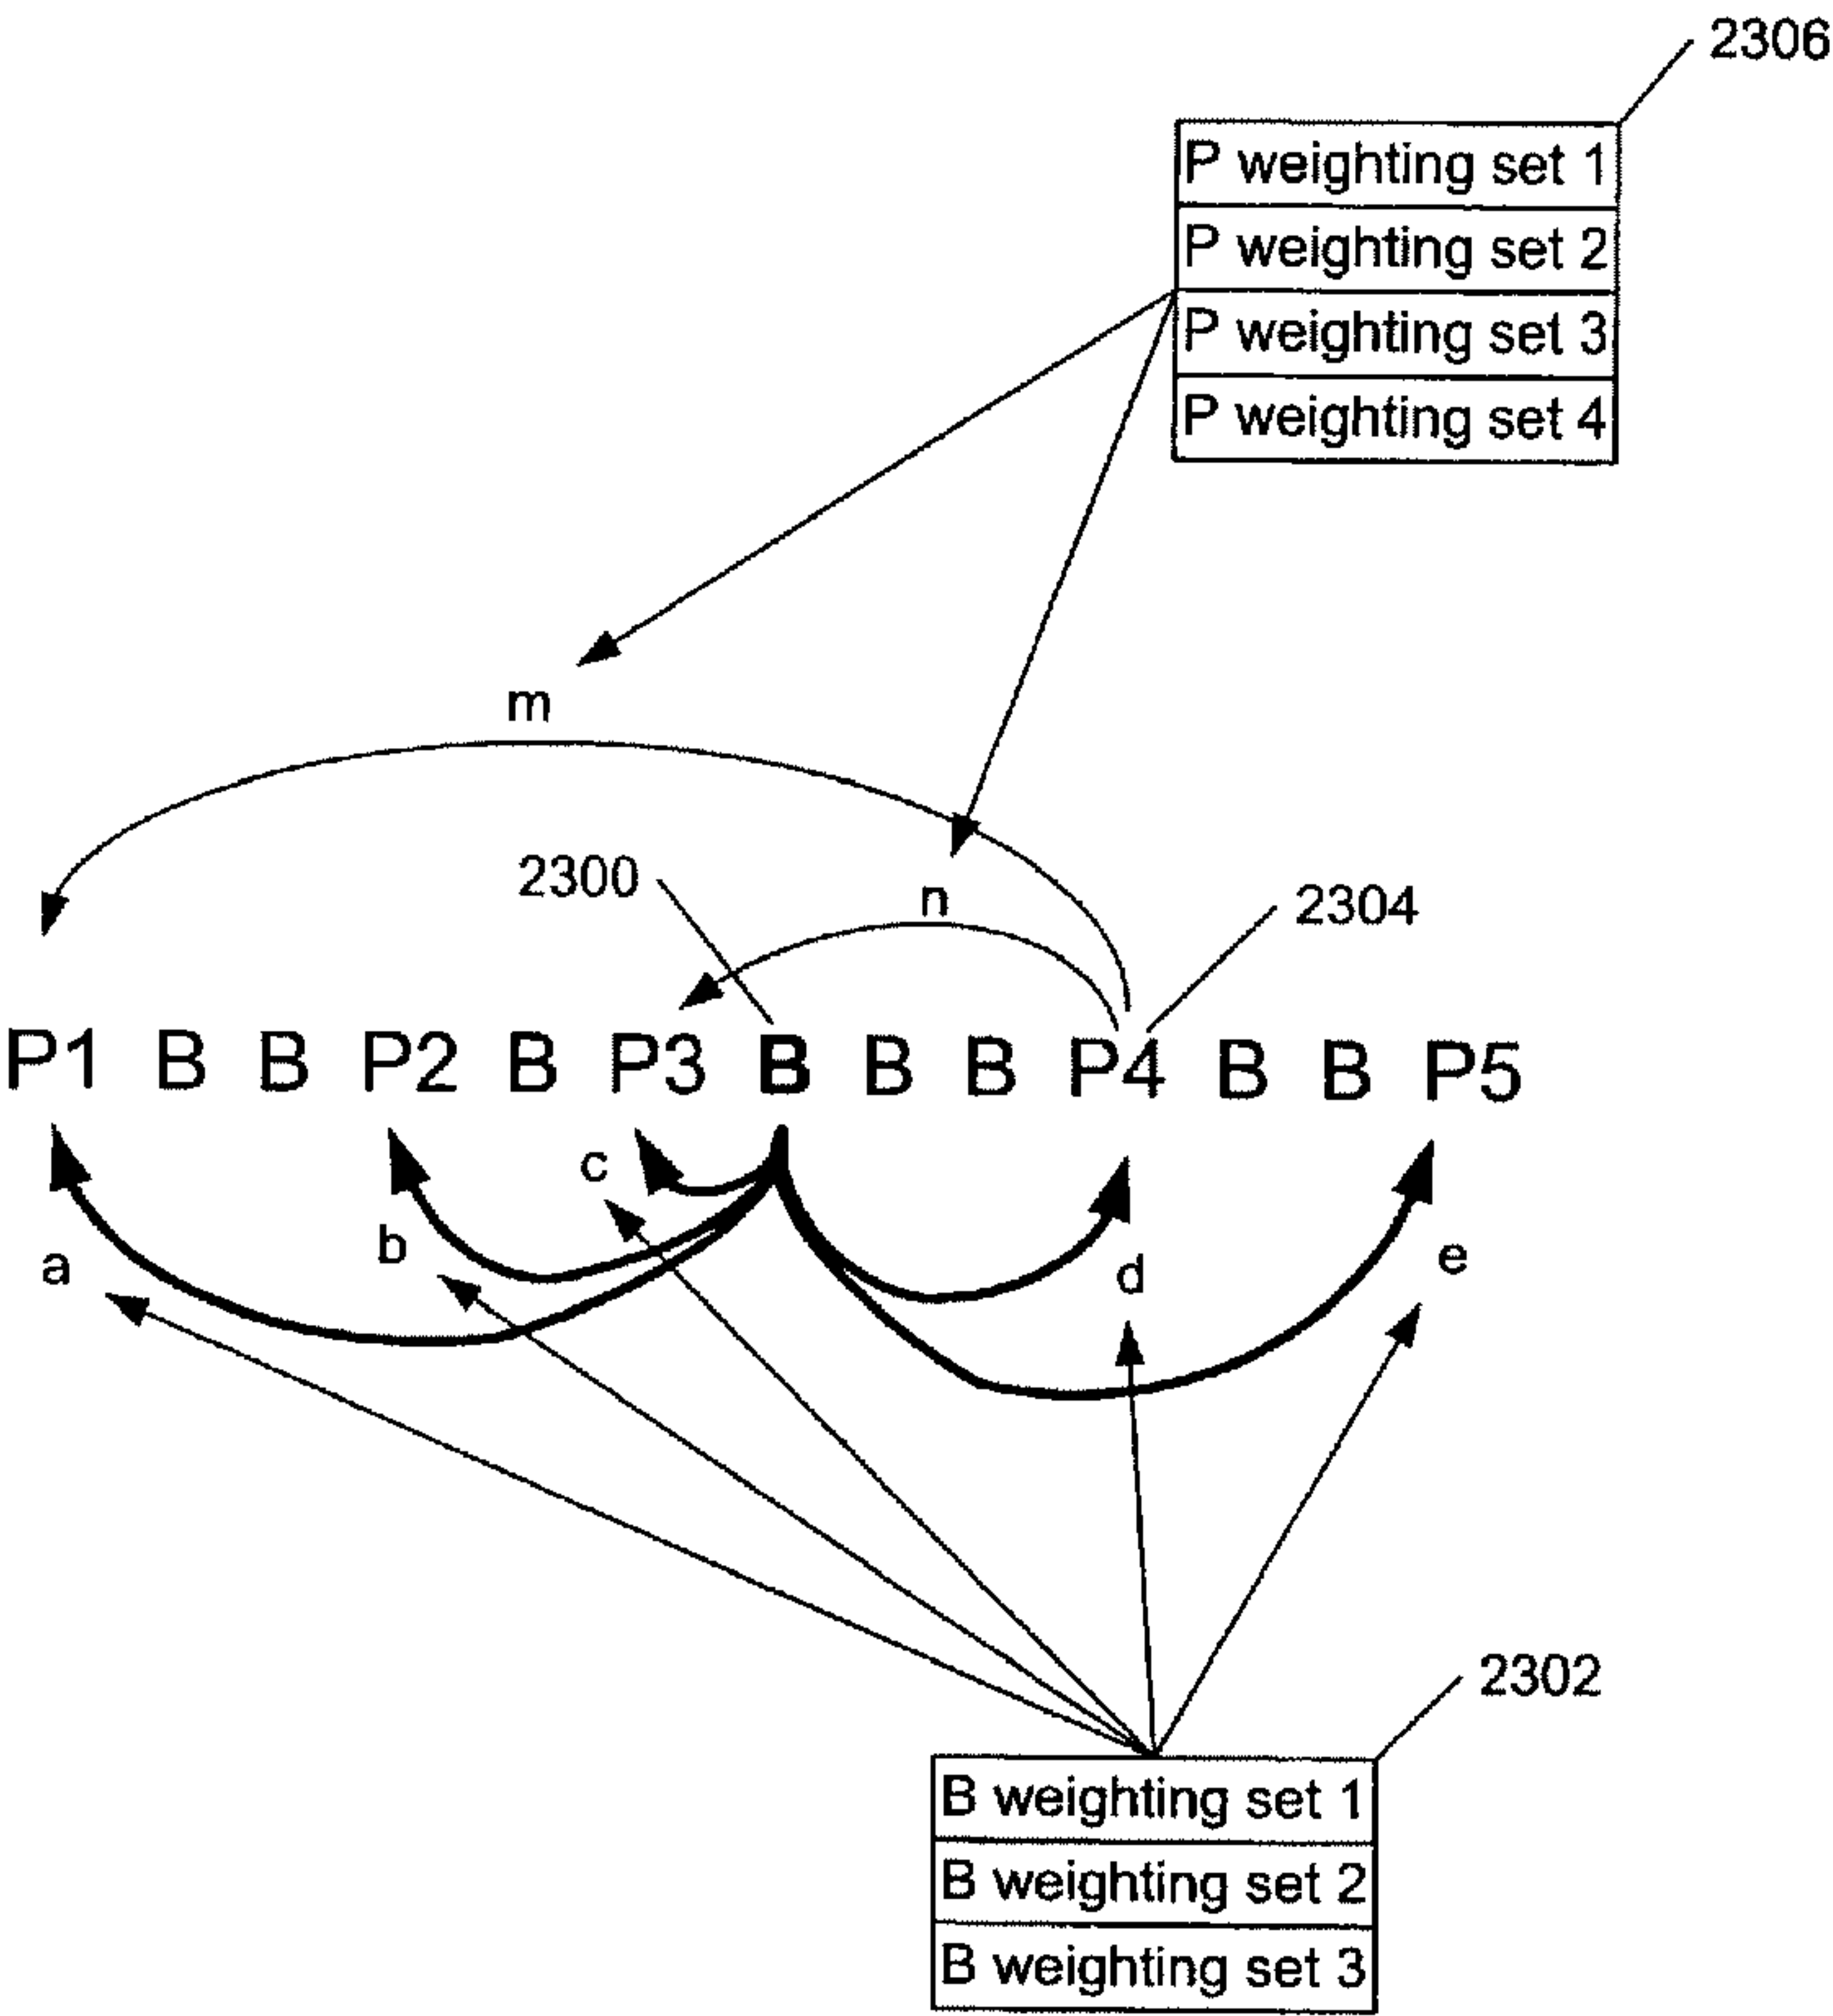 2306
P weighting set 1
P weighting set 2
P weighting set 3
P weighting set 4
m
2300
n
2304
P1 B B P2 B P3 B B B P4 B B P5
c
b
a
d
e
2302
B weighting set 1
B weighting set 2
B weighting set 3